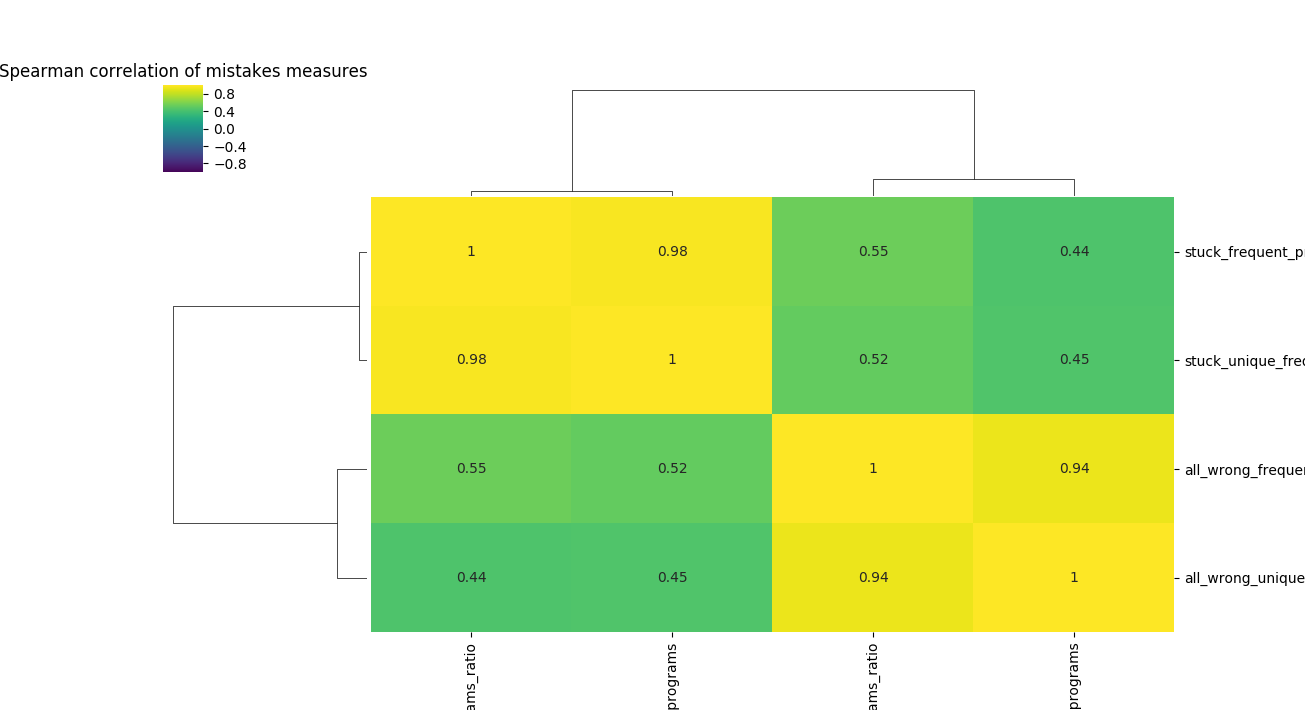 Spearman correlation of mistakes measures
0.8
0.4
0.0
−0.4
−0.8
1 0.98 0.55 0.44 stuck_frequent_pr
0.98 1 0.52 0.45 stuck_unique_freq
0.55 0.52 1 0.94 all_wrong_frequen
0.44 0.45 0.94 1 all_wrong_unique
ams_ratio
programs
ams_ratio
programs